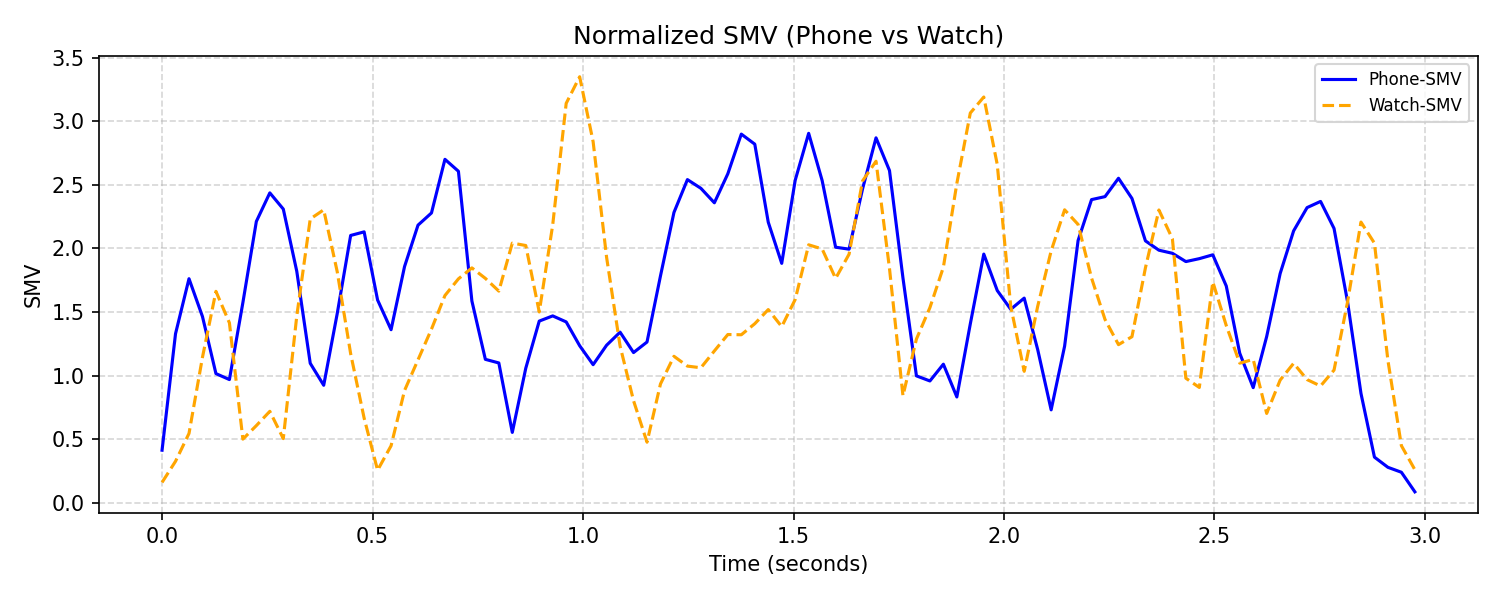 Normalized SMV (Phone vs Watch)
Phone-SMV
Watch-SMV
SMV
3.5
3.0
2.5
2.0
1.5
1.0
0.5
0.0
0.0 0.5 1.0 1.5 2.0 2.5 3.0
Time (seconds)